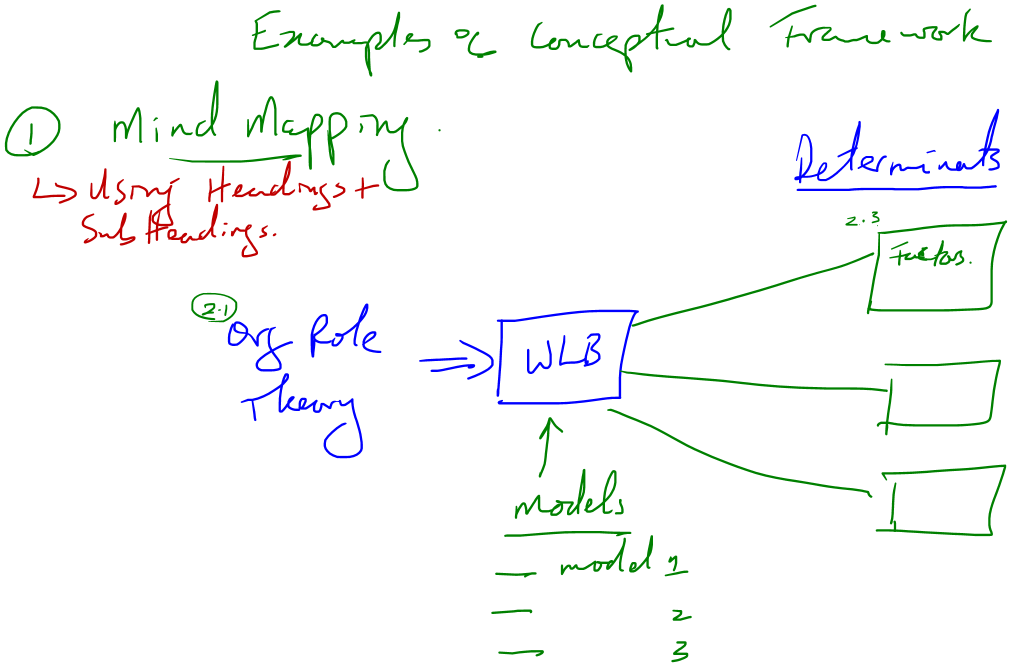 Examples of Conceptual Framework
① Mind Mapping.
↳ Using Headings +
Sub Headings.
Determinats
2.3
Factors.
2.1
Org Role
Theory
⇒
WLB
↑
Models
— model 1
— 2
— 3